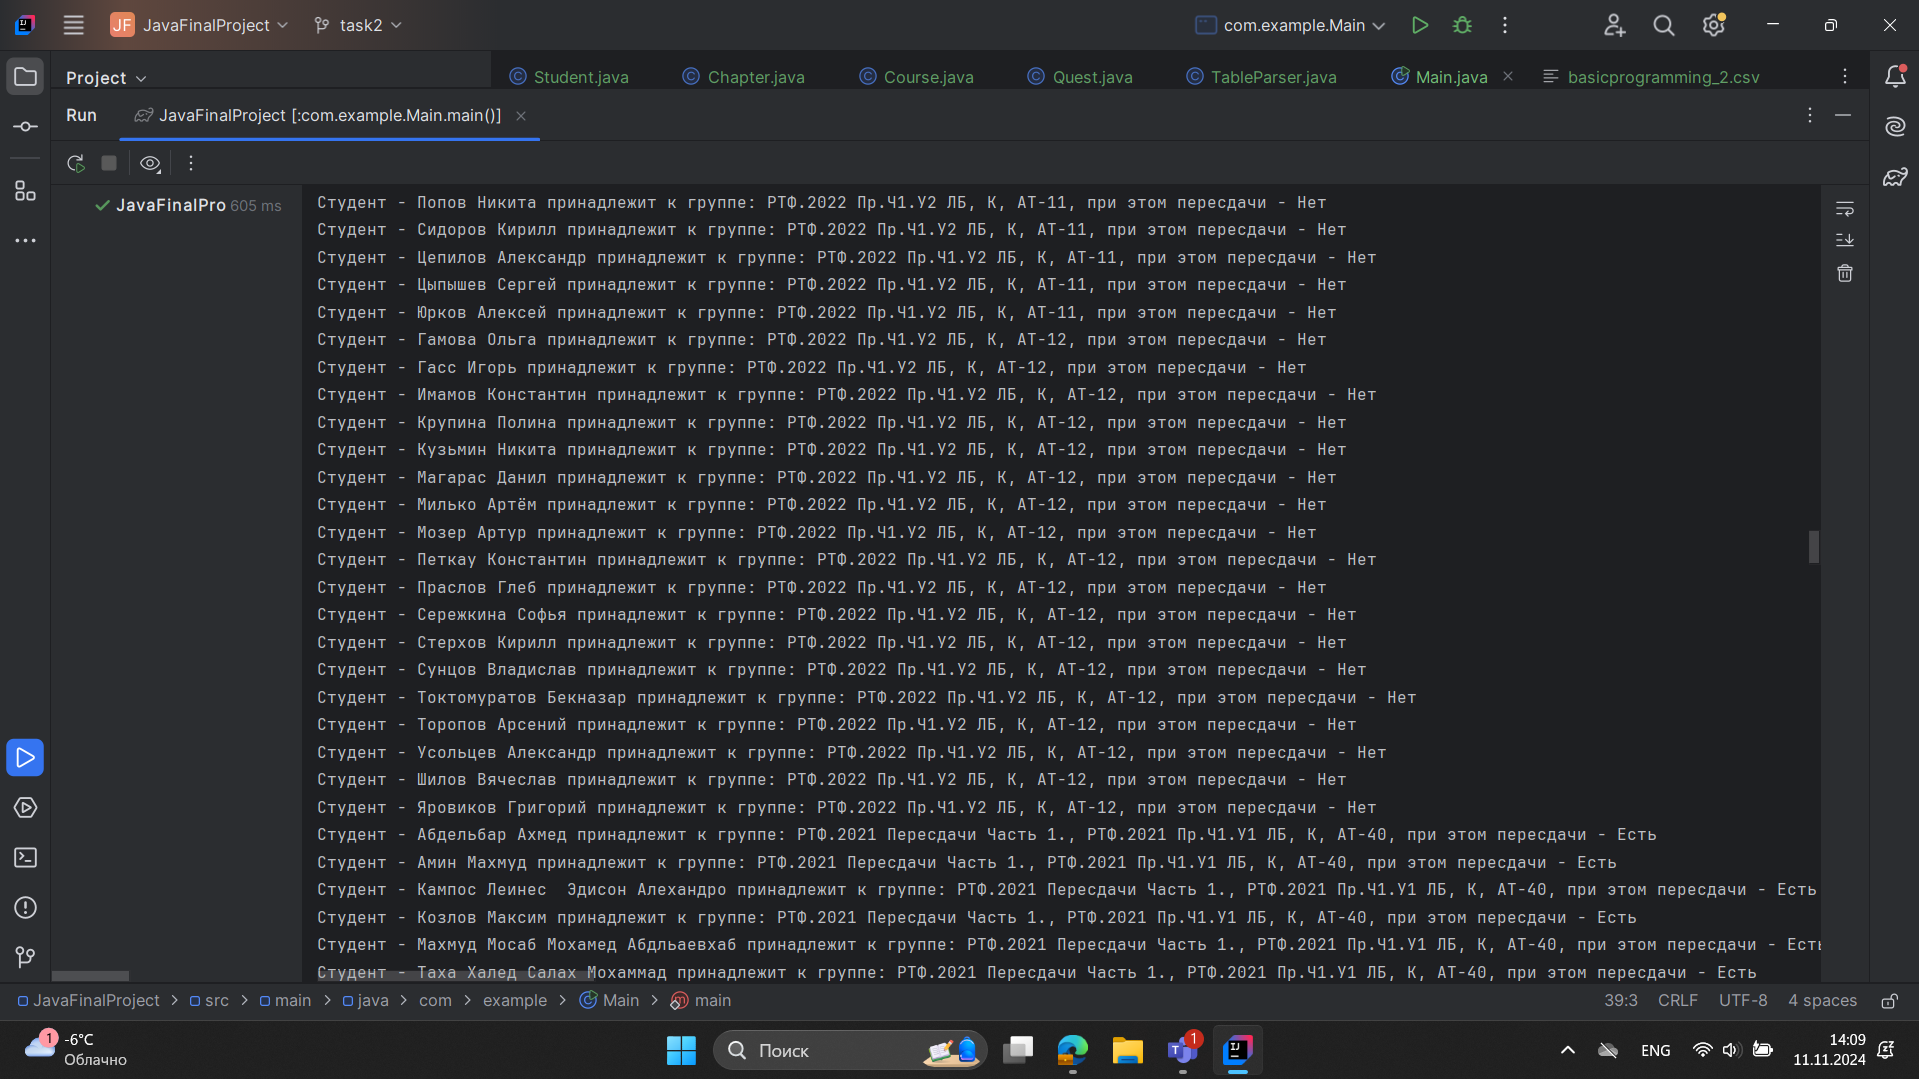 JF JavaFinalProject task2 com.example.Main
Project Student.java Chapter.java Course.java Quest.java TableParser.java Main.java basicprogramming_2.csv
Run JavaFinalProject [:com.example.Main.main()]
JavaFinalPro 605 ms
Студент - Попов Никита принадлежит к группе: РТФ.2022 Пр.Ч1.У2 ЛБ, К, АТ-11, при этом пересдачи - Нет
Студент - Сидоров Кирилл принадлежит к группе: РТФ.2022 Пр.Ч1.У2 ЛБ, К, АТ-11, при этом пересдачи - Нет
Студент - Цепилов Александр принадлежит к группе: РТФ.2022 Пр.Ч1.У2 ЛБ, К, АТ-11, при этом пересдачи - Нет
Студент - Цыпышев Сергей принадлежит к группе: РТФ.2022 Пр.Ч1.У2 ЛБ, К, АТ-11, при этом пересдачи - Нет
Студент - Юрков Алексей принадлежит к группе: РТФ.2022 Пр.Ч1.У2 ЛБ, К, АТ-11, при этом пересдачи - Нет
Студент - Гамова Ольга принадлежит к группе: РТФ.2022 Пр.Ч1.У2 ЛБ, К, АТ-12, при этом пересдачи - Нет
Студент - Гасс Игорь принадлежит к группе: РТФ.2022 Пр.Ч1.У2 ЛБ, К, АТ-12, при этом пересдачи - Нет
Студент - Имамов Константин принадлежит к группе: РТФ.2022 Пр.Ч1.У2 ЛБ, К, АТ-12, при этом пересдачи - Нет
Студент - Крупина Полина принадлежит к группе: РТФ.2022 Пр.Ч1.У2 ЛБ, К, АТ-12, при этом пересдачи - Нет
Студент - Кузьмин Никита принадлежит к группе: РТФ.2022 Пр.Ч1.У2 ЛБ, К, АТ-12, при этом пересдачи - Нет
Студент - Магарас Данил принадлежит к группе: РТФ.2022 Пр.Ч1.У2 ЛБ, К, АТ-12, при этом пересдачи - Нет
Студент - Милько Артём принадлежит к группе: РТФ.2022 Пр.Ч1.У2 ЛБ, К, АТ-12, при этом пересдачи - Нет
Студент - Мозер Артур принадлежит к группе: РТФ.2022 Пр.Ч1.У2 ЛБ, К, АТ-12, при этом пересдачи - Нет
Студент - Петкау Константин принадлежит к группе: РТФ.2022 Пр.Ч1.У2 ЛБ, К, АТ-12, при этом пересдачи - Нет
Студент - Праслов Глеб принадлежит к группе: РТФ.2022 Пр.Ч1.У2 ЛБ, К, АТ-12, при этом пересдачи - Нет
Студент - Сережкина Софья принадлежит к группе: РТФ.2022 Пр.Ч1.У2 ЛБ, К, АТ-12, при этом пересдачи - Нет
Студент - Стерхов Кирилл принадлежит к группе: РТФ.2022 Пр.Ч1.У2 ЛБ, К, АТ-12, при этом пересдачи - Нет
Студент - Сунцов Владислав принадлежит к группе: РТФ.2022 Пр.Ч1.У2 ЛБ, К, АТ-12, при этом пересдачи - Нет
Студент - Токтомуратов Бекназар принадлежит к группе: РТФ.2022 Пр.Ч1.У2 ЛБ, К, АТ-12, при этом пересдачи - Нет
Студент - Торопов Арсений принадлежит к группе: РТФ.2022 Пр.Ч1.У2 ЛБ, К, АТ-12, при этом пересдачи - Нет
Студент - Усольцев Александр принадлежит к группе: РТФ.2022 Пр.Ч1.У2 ЛБ, К, АТ-12, при этом пересдачи - Нет
Студент - Шилов Вячеслав принадлежит к группе: РТФ.2022 Пр.Ч1.У2 ЛБ, К, АТ-12, при этом пересдачи - Нет
Студент - Яровиков Григорий принадлежит к группе: РТФ.2022 Пр.Ч1.У2 ЛБ, К, АТ-12, при этом пересдачи - Нет
Студент - Абдельбар Ахмед принадлежит к группе: РТФ.2021 Пересдачи Часть 1., РТФ.2021 Пр.Ч1.У1 ЛБ, К, АТ-40, при этом пересдачи - Есть
Студент - Амин Махмуд принадлежит к группе: РТФ.2021 Пересдачи Часть 1., РТФ.2021 Пр.Ч1.У1 ЛБ, К, АТ-40, при этом пересдачи - Есть
Студент - Кампос Леинес  Эдисон Алехандро принадлежит к группе: РТФ.2021 Пересдачи Часть 1., РТФ.2021 Пр.Ч1.У1 ЛБ, К, АТ-40, при этом пересдачи - Есть
Студент - Козлов Максим принадлежит к группе: РТФ.2021 Пересдачи Часть 1., РТФ.2021 Пр.Ч1.У1 ЛБ, К, АТ-40, при этом пересдачи - Есть
Студент - Махмуд Мосаб Мохамед Абдльаевхаб принадлежит к группе: РТФ.2021 Пересдачи Часть 1., РТФ.2021 Пр.Ч1.У1 ЛБ, К, АТ-40, при этом пересдачи - Есть
Студент - Таха Халед Салах Мохаммад принадлежит к группе: РТФ.2021 Пересдачи Часть 1., РТФ.2021 Пр.Ч1.У1 ЛБ, К, АТ-40, при этом пересдачи - Есть
JavaFinalProject > src > main > java > com > example > Main > main 39:3 CRLF UTF-8 4 spaces
1 -6°C
Облачно
Поиск
1
ENG
14:09
11.11.2024